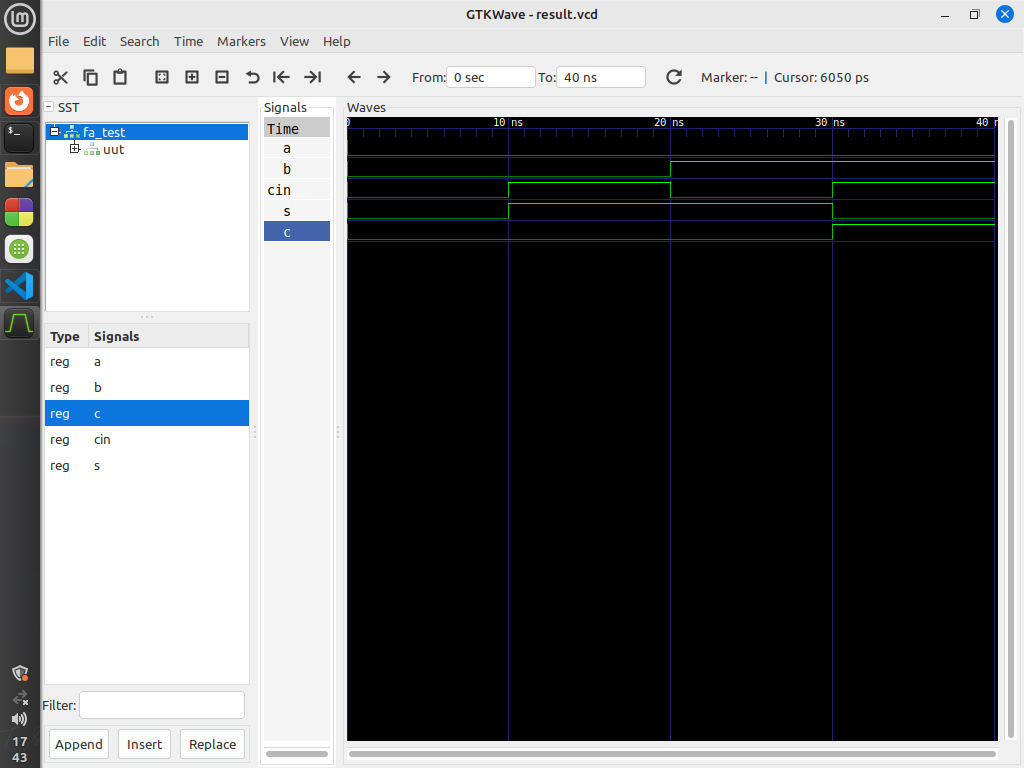 GTKWave - result.vcd
File Edit Search Time Markers View Help
From: 0 sec To: 40 ns Marker: -- | Cursor: 6050 ps
SST
fa_test
uut
Type Signals
reg a
reg b
reg c
reg cin
reg s
Filter:
Append Insert Replace
Signals
Time
a
b
cin
s
c
Waves
0 10 ns 20 ns 30 ns 40 n
17
43